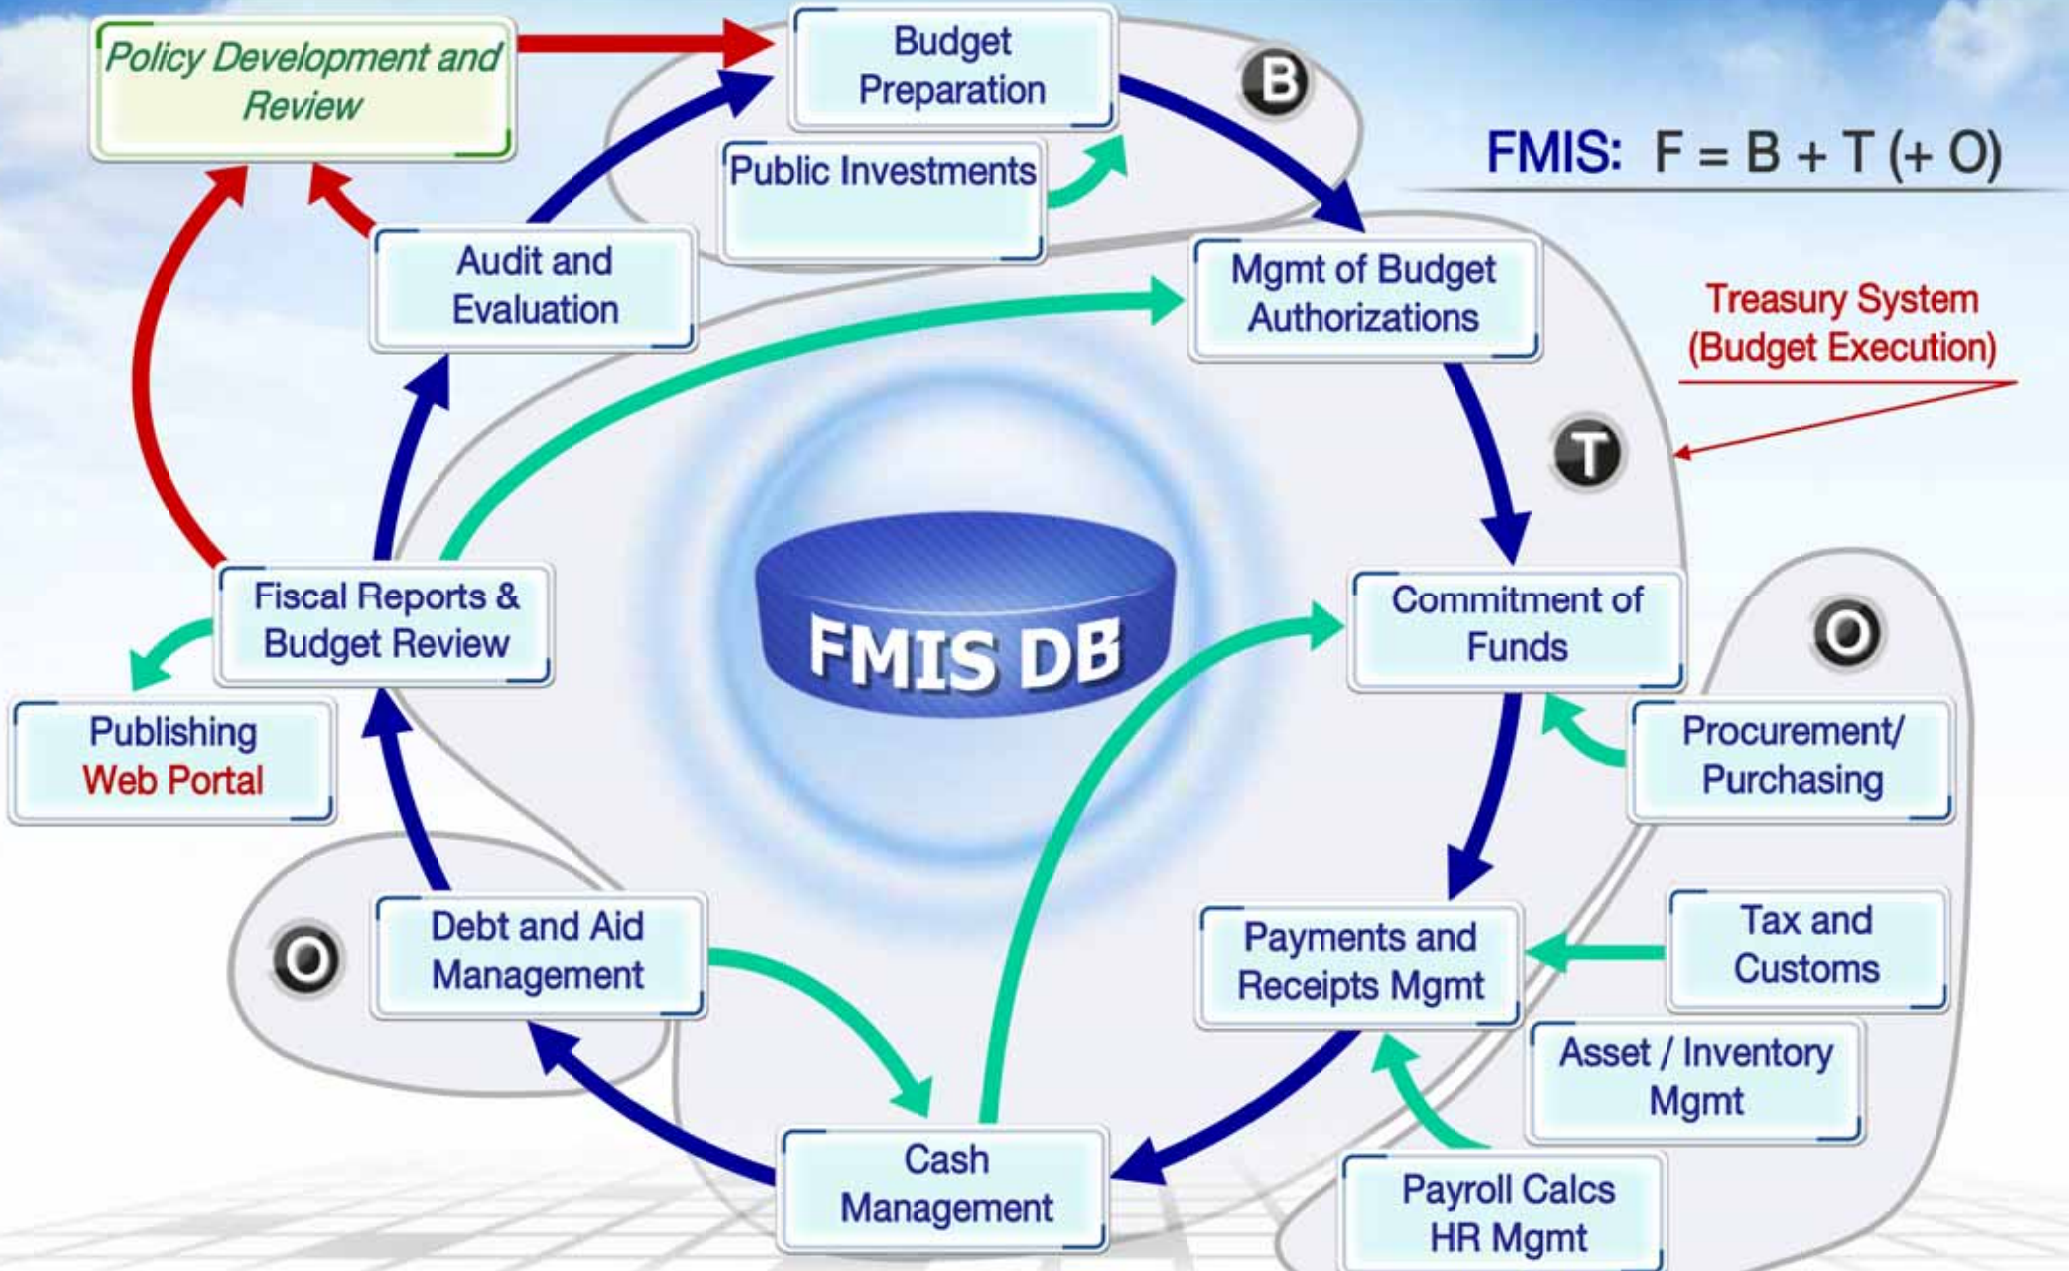 Policy Development and
Review
Budget
Preparation
B
FMIS: F = B + T (+ O)
Public Investments
Audit and
Evaluation
Mgmt of Budget
Authorizations
Treasury System
(Budget Execution)
T
FMIS DB
Fiscal Reports &
Budget Review
Commitment of
Funds
O
Publishing
Web Portal
Procurement/
Purchasing
O
Debt and Aid
Management
Payments and
Receipts Mgmt
Tax and
Customs
Asset / Inventory
Mgmt
Cash
Management
Payroll Calcs
HR Mgmt